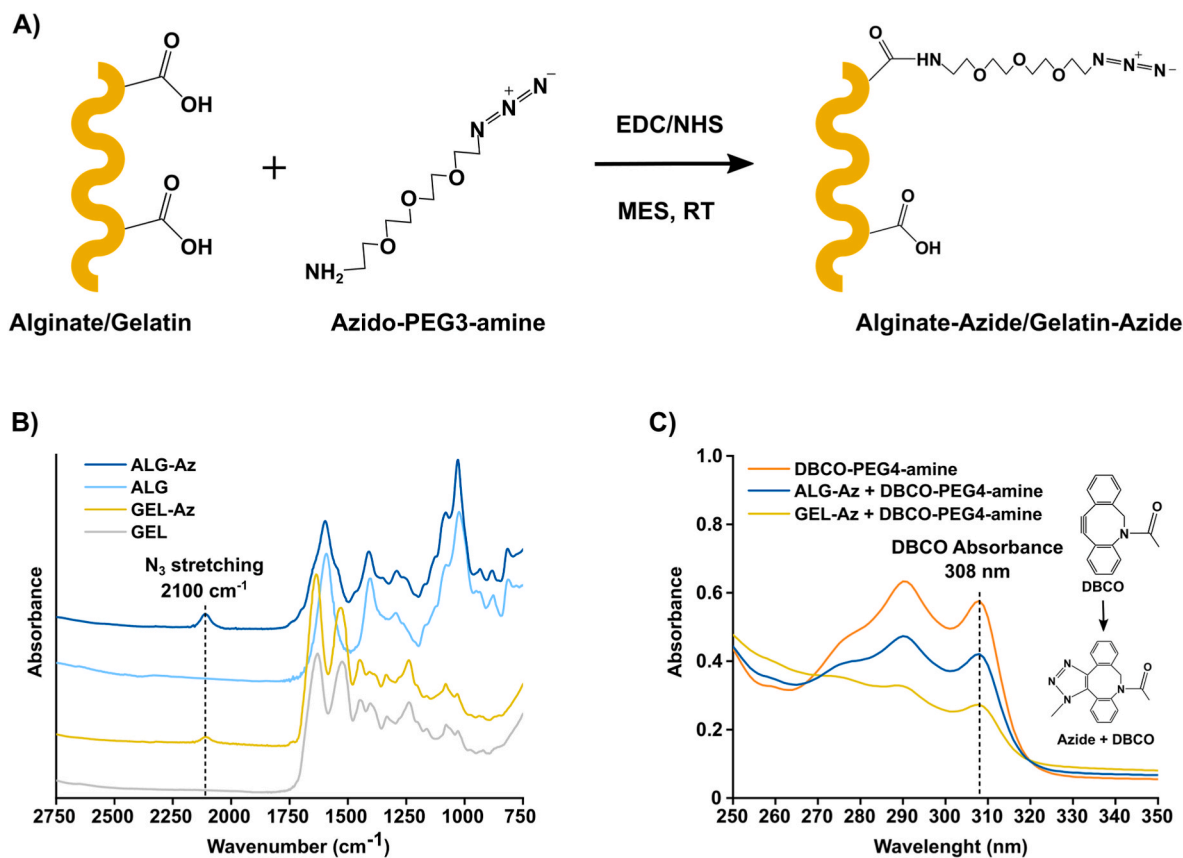 A)
O
OH
O
OH
Alginate/Gelatin
+
NH2
O
O
O
N
N
+
N
−
Azido-PEG3-amine
EDC/NHS
MES, RT
O
HN
O
O
O
N
N
+
N
−
O
OH
Alginate-Azide/Gelatin-Azide
B)
ALG-Az
ALG
GEL-Az
GEL
N3 stretching
2100 cm-1
Absorbance
2750 2500 2250 2000 1750 1500 1250 1000 750
Wavenumber (cm-1)
C)
DBCO-PEG4-amine
ALG-Az + DBCO-PEG4-amine
GEL-Az + DBCO-PEG4-amine
DBCO Absorbance
308 nm
N
O
DBCO
N
N
N
N
O
Azide + DBCO
Absorbance
1.0
0.8
0.6
0.4
0.2
0
250 260 270 280 290 300 310 320 330 340 350
Wavelenght (nm)